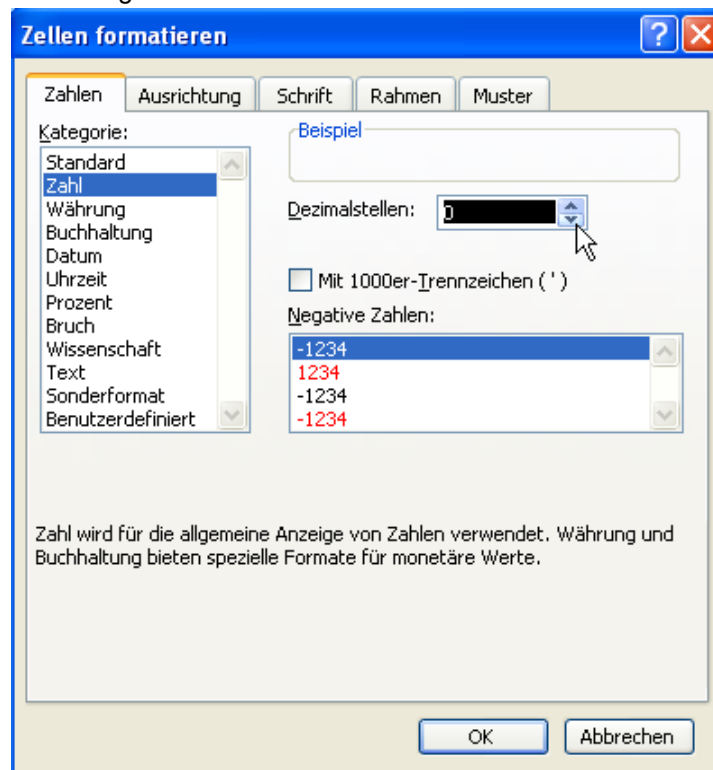 Zellen formatieren
Zahlen Ausrichtung Schrift Rahmen Muster
Kategorie:
Standard
Zahl
Währung
Buchhaltung
Datum
Uhrzeit
Prozent
Bruch
Wissenschaft
Text
Sonderformat
Benutzerdefiniert
Beispiel
Dezimalstellen: 0
Mit 1000er-Trennzeichen (')
Negative Zahlen:
-1234
1234
-1234
-1234
Zahl wird für die allgemeine Anzeige von Zahlen verwendet. Währung und
Buchhaltung bieten spezielle Formate für monetäre Werte.
OK Abbrechen